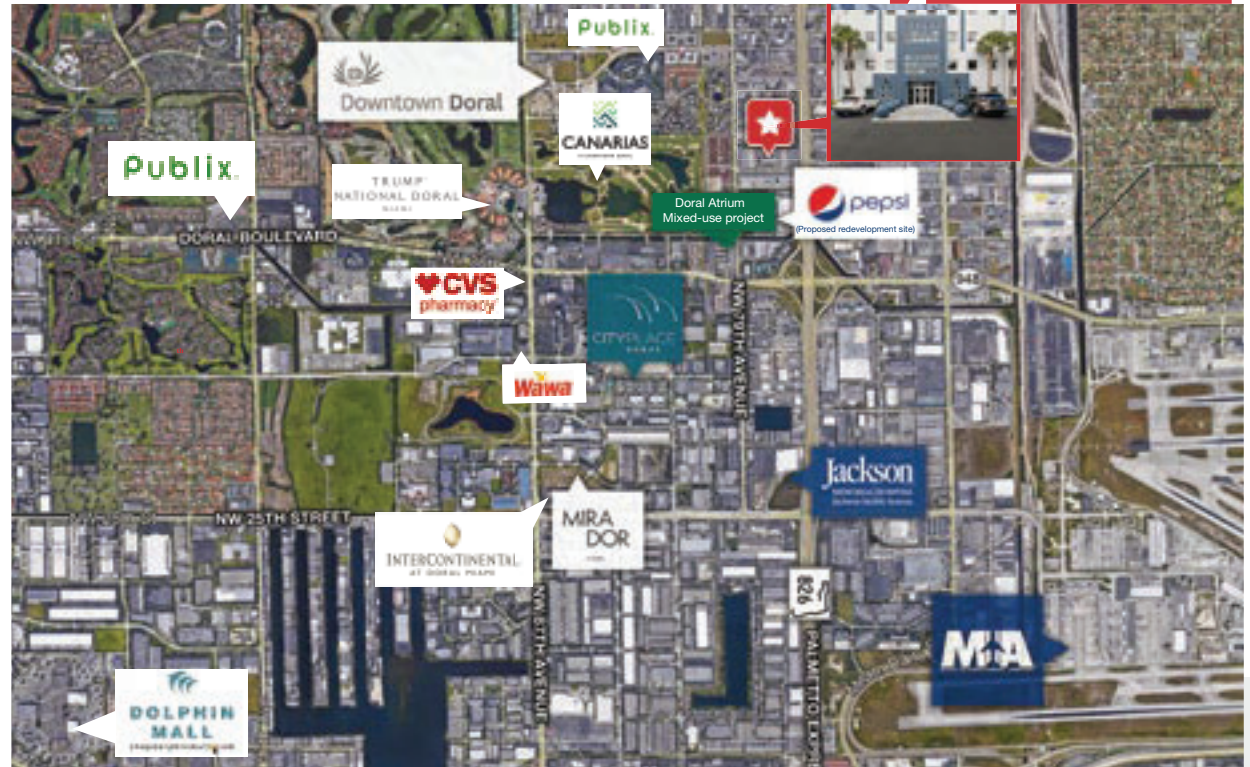 Publix.
Downtown Doral
CANARIAS
Publix.
TRUMP
NATIONAL DORAL
MIAMI
Doral Atrium
Mixed-use project
pepsi
(Proposed redevelopment site)
DORAL BOULEVARD
CVS
pharmacy
CITYPLACE
DORAL
NW 79TH AVENUE
Wawa
Jackson
MEMORIAL HOSPITAL
NW 25TH STREET
MIRA
DOR
INTERCONTINENTAL
AT DORAL MIAMI
826
NW 87TH AVENUE
PALMETTO EXPY
MIA
DOLPHIN
MALL